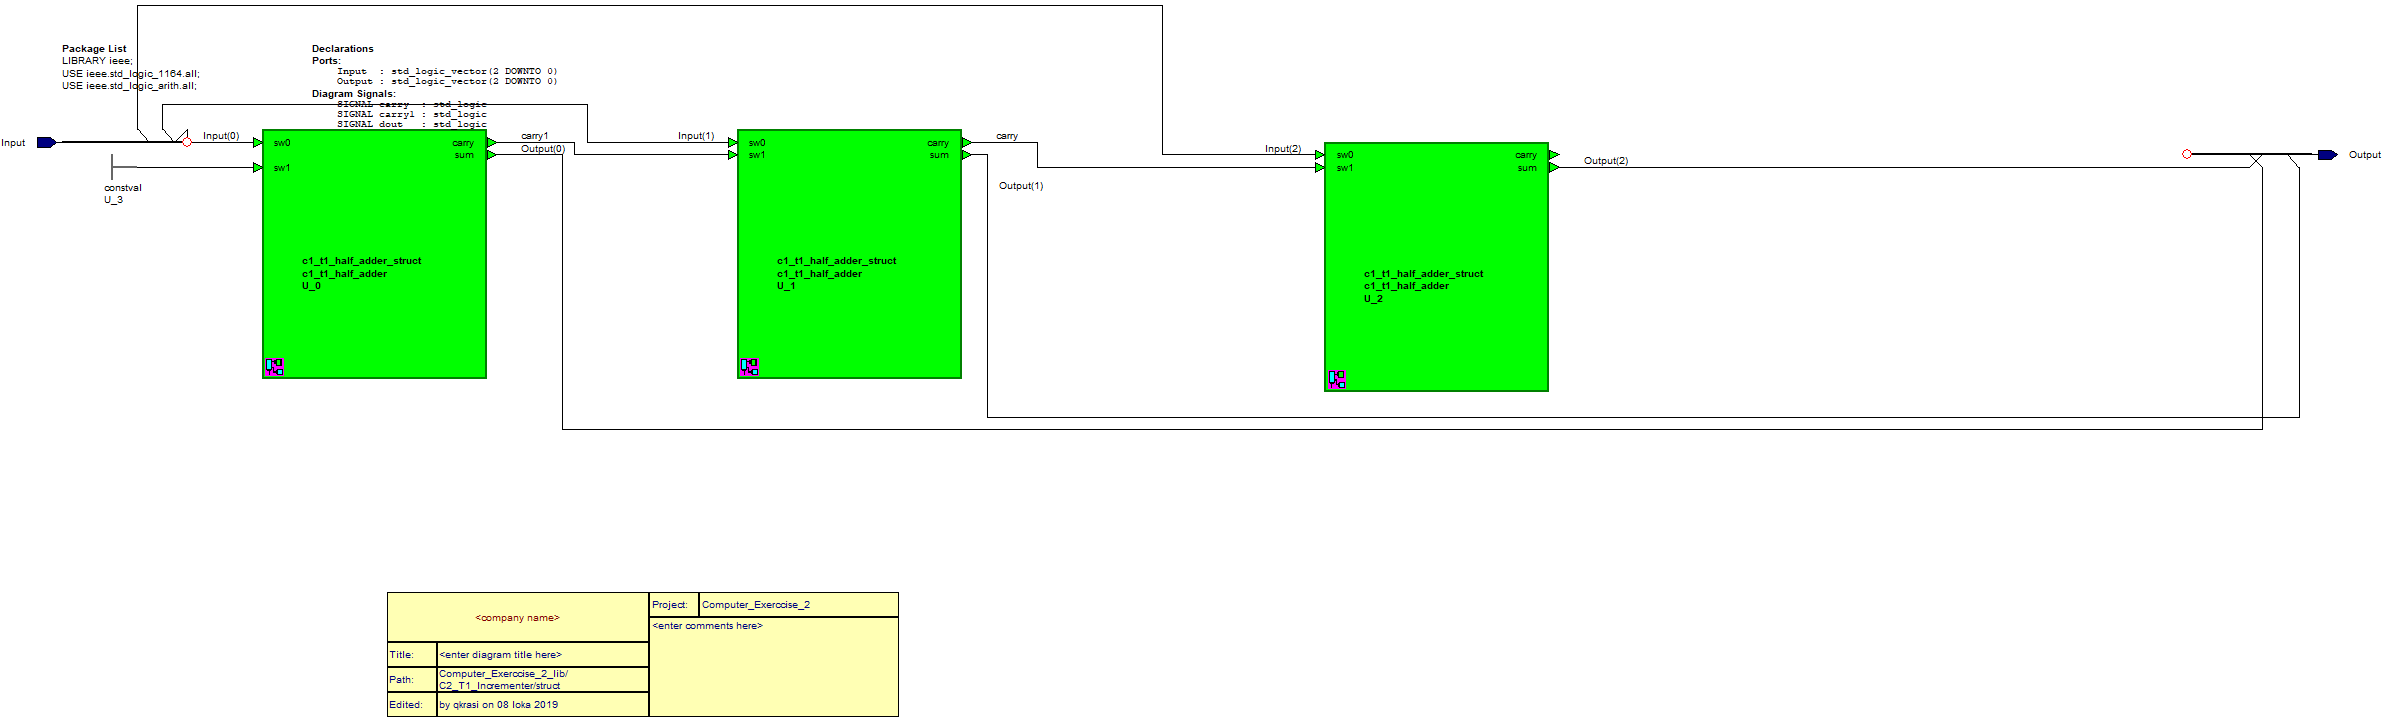 Package List
LIBRARY ieee;
USE ieee.std_logic_1164.all;
USE ieee.std_logic_arith.all;
Declarations
Ports:
Input : std_logic_vector(2 DOWNTO 0)
Output : std_logic_vector(2 DOWNTO 0)
Diagram Signals:
SIGNAL carry : std_logic
SIGNAL carry1 : std_logic
SIGNAL dout : std_logic
Input
Input(0)
constval
U_3
sw0
sw1
carry
sum
c1_t1_half_adder_struct
c1_t1_half_adder
U_0
carry1
Output(0)
Input(1)
sw0
sw1
carry
sum
c1_t1_half_adder_struct
c1_t1_half_adder
U_1
carry
Output(1)
Input(2)
sw0
sw1
carry
sum
c1_t1_half_adder_struct
c1_t1_half_adder
U_2
Output(2)
Output
<company name>
Project: Computer_Exercise_2
<enter comments here>
Title: <enter diagram title here>
Path: Computer_Exercise_2_lib/
C2_T1_Incrementer/struct
Edited: by qkrasi on 08 loka 2019